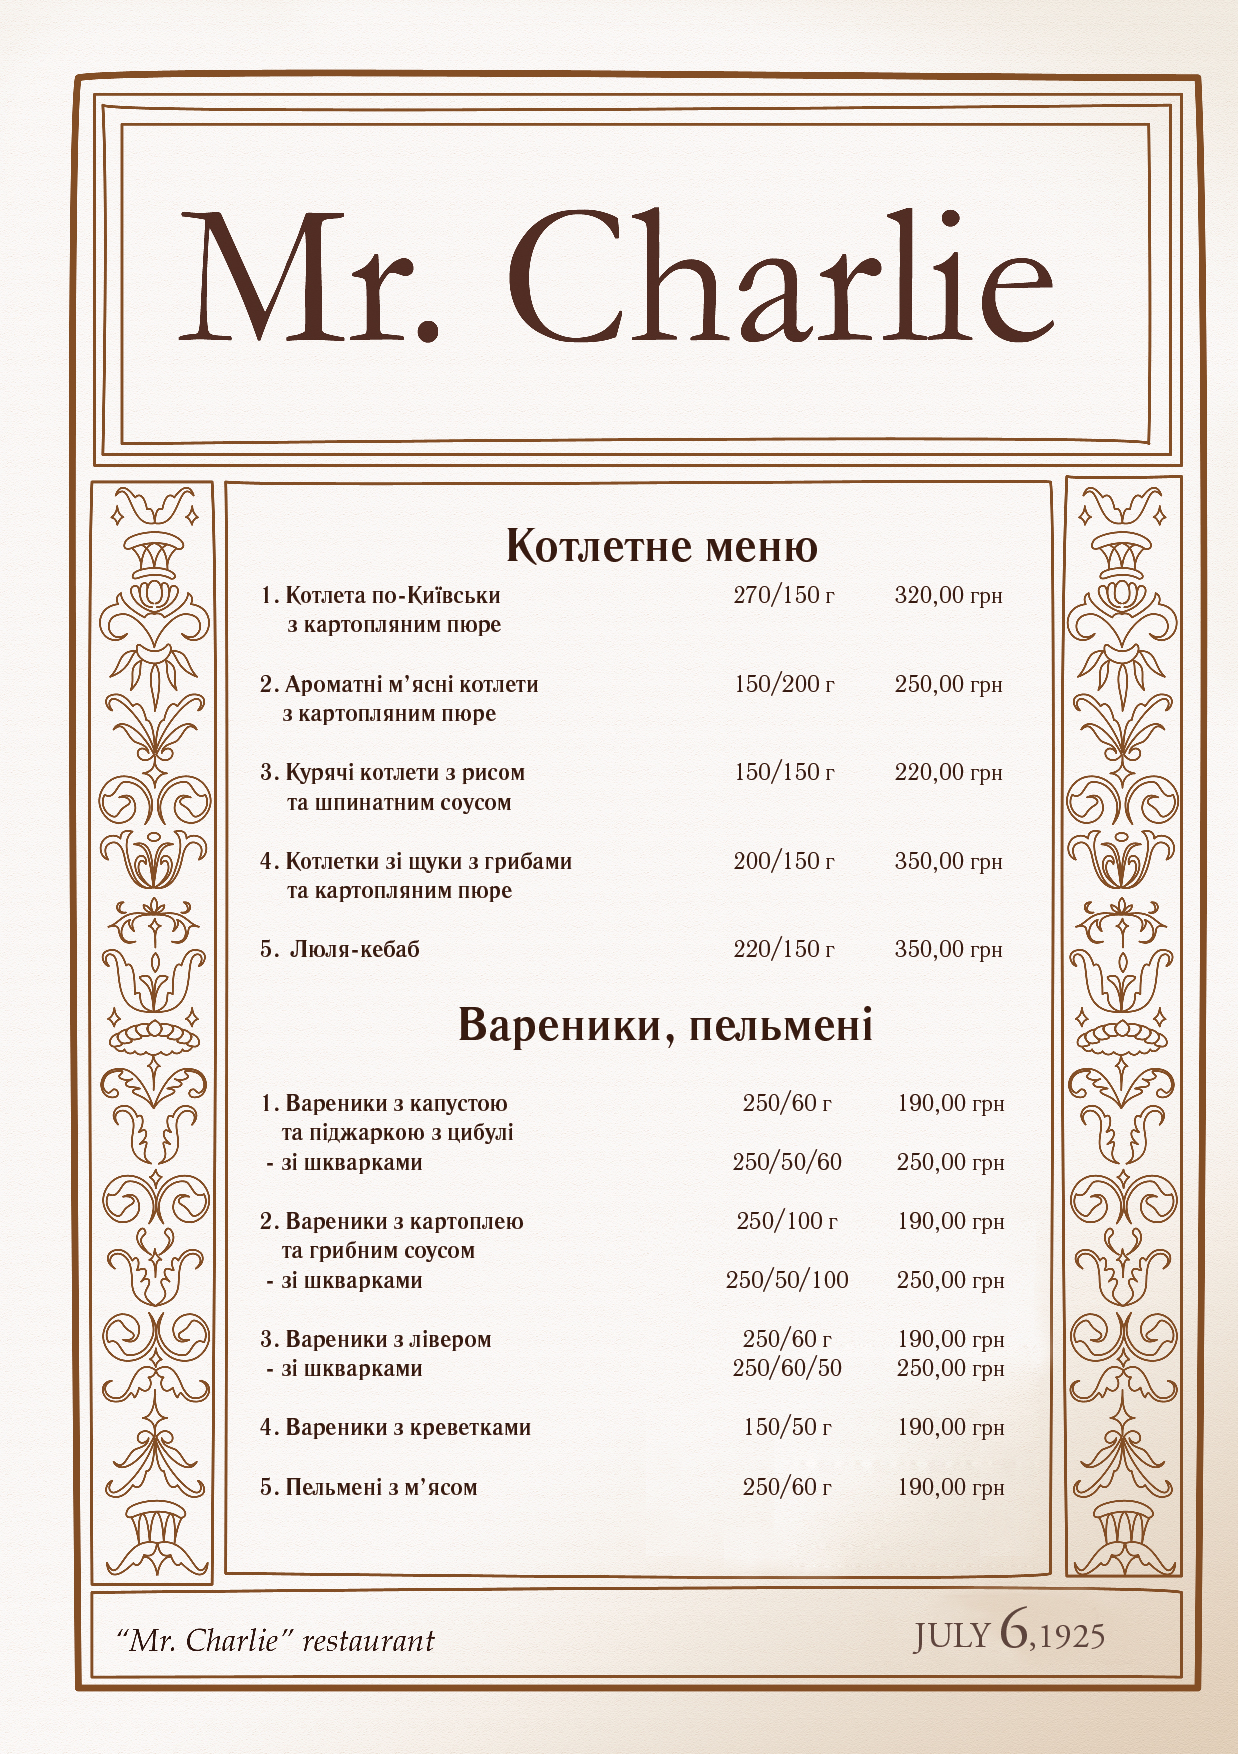 Mr. Charlie
Котлетне меню
1. Котлета по-Київськи 270/150 г 320,00 грн
з картопляним пюре
2. Ароматні м’ясні котлети 150/200 г 250,00 грн
з картопляним пюре
3. Курячі котлети з рисом 150/150 г 220,00 грн
та шпинатним соусом
4. Котлетки зі щуки з грибами 200/150 г 350,00 грн
та картопляним пюре
5. Люля-кебаб 220/150 г 350,00 грн
Вареники, пельмені
1. Вареники з капустою 250/60 г 190,00 грн
та піджаркою з цибулі
- зі шкварками 250/50/60 250,00 грн
2. Вареники з картоплею 250/100 г 190,00 грн
та грибним соусом
- зі шкварками 250/50/100 250,00 грн
3. Вареники з лівером 250/60 г 190,00 грн
- зі шкварками 250/60/50 250,00 грн
4. Вареники з креветками 150/50 г 190,00 грн
5. Пельмені з м’ясом 250/60 г 190,00 грн
“Mr. Charlie” restaurant JULY 6,1925